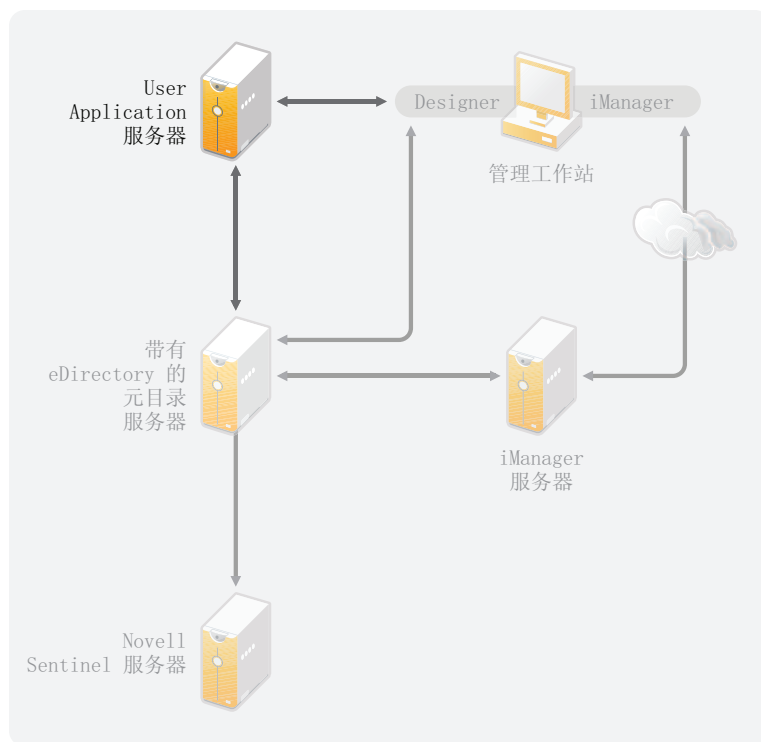 User
Application
服务器
Designer
iManager
管理工作站
带有
eDirectory 的
元目录
服务器
iManager
服务器
Novell
Sentinel 服务器